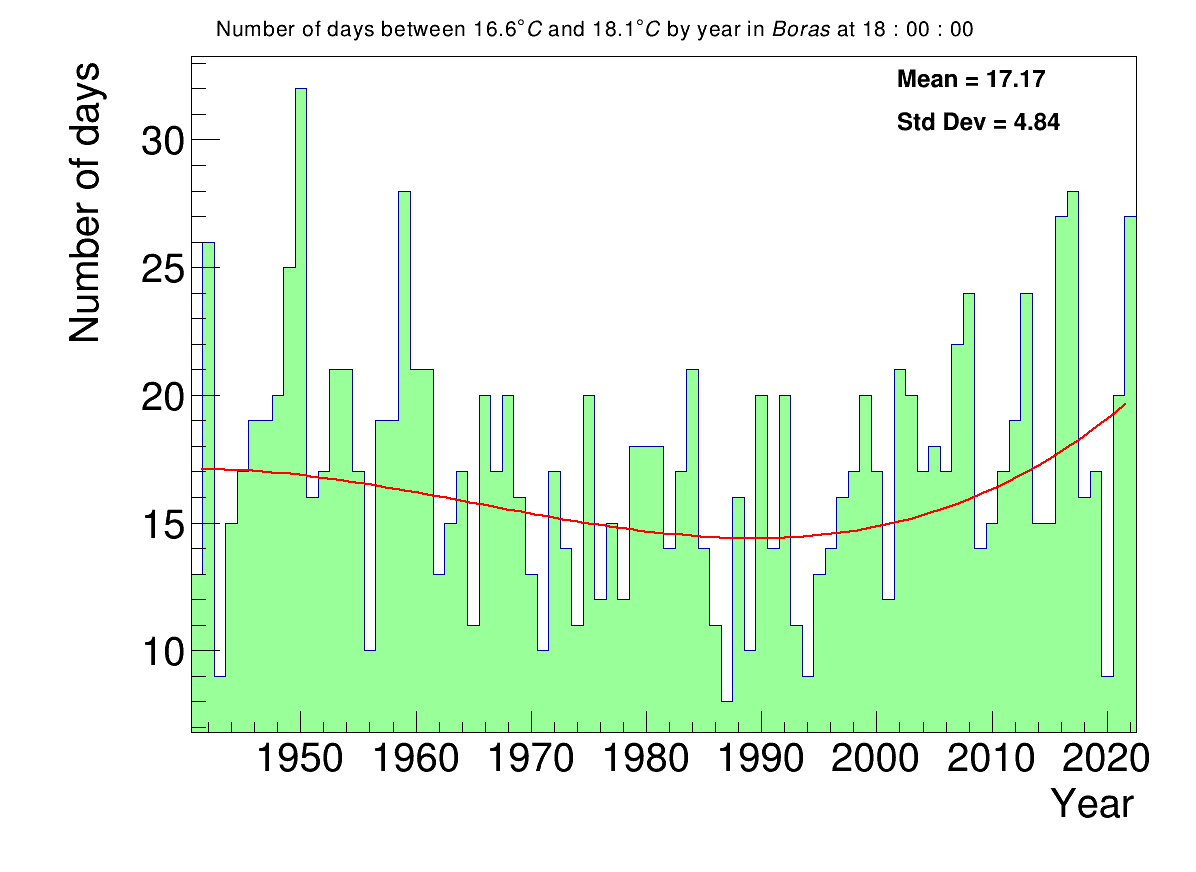 Number of days between 16.6°C and 18.1°C by year in Boras at 18 : 00 : 00
Mean = 17.17
Std Dev = 4.84
Number of days
30
25
20
15
10
1950 1960 1970 1980 1990 2000 2010 2020
Year